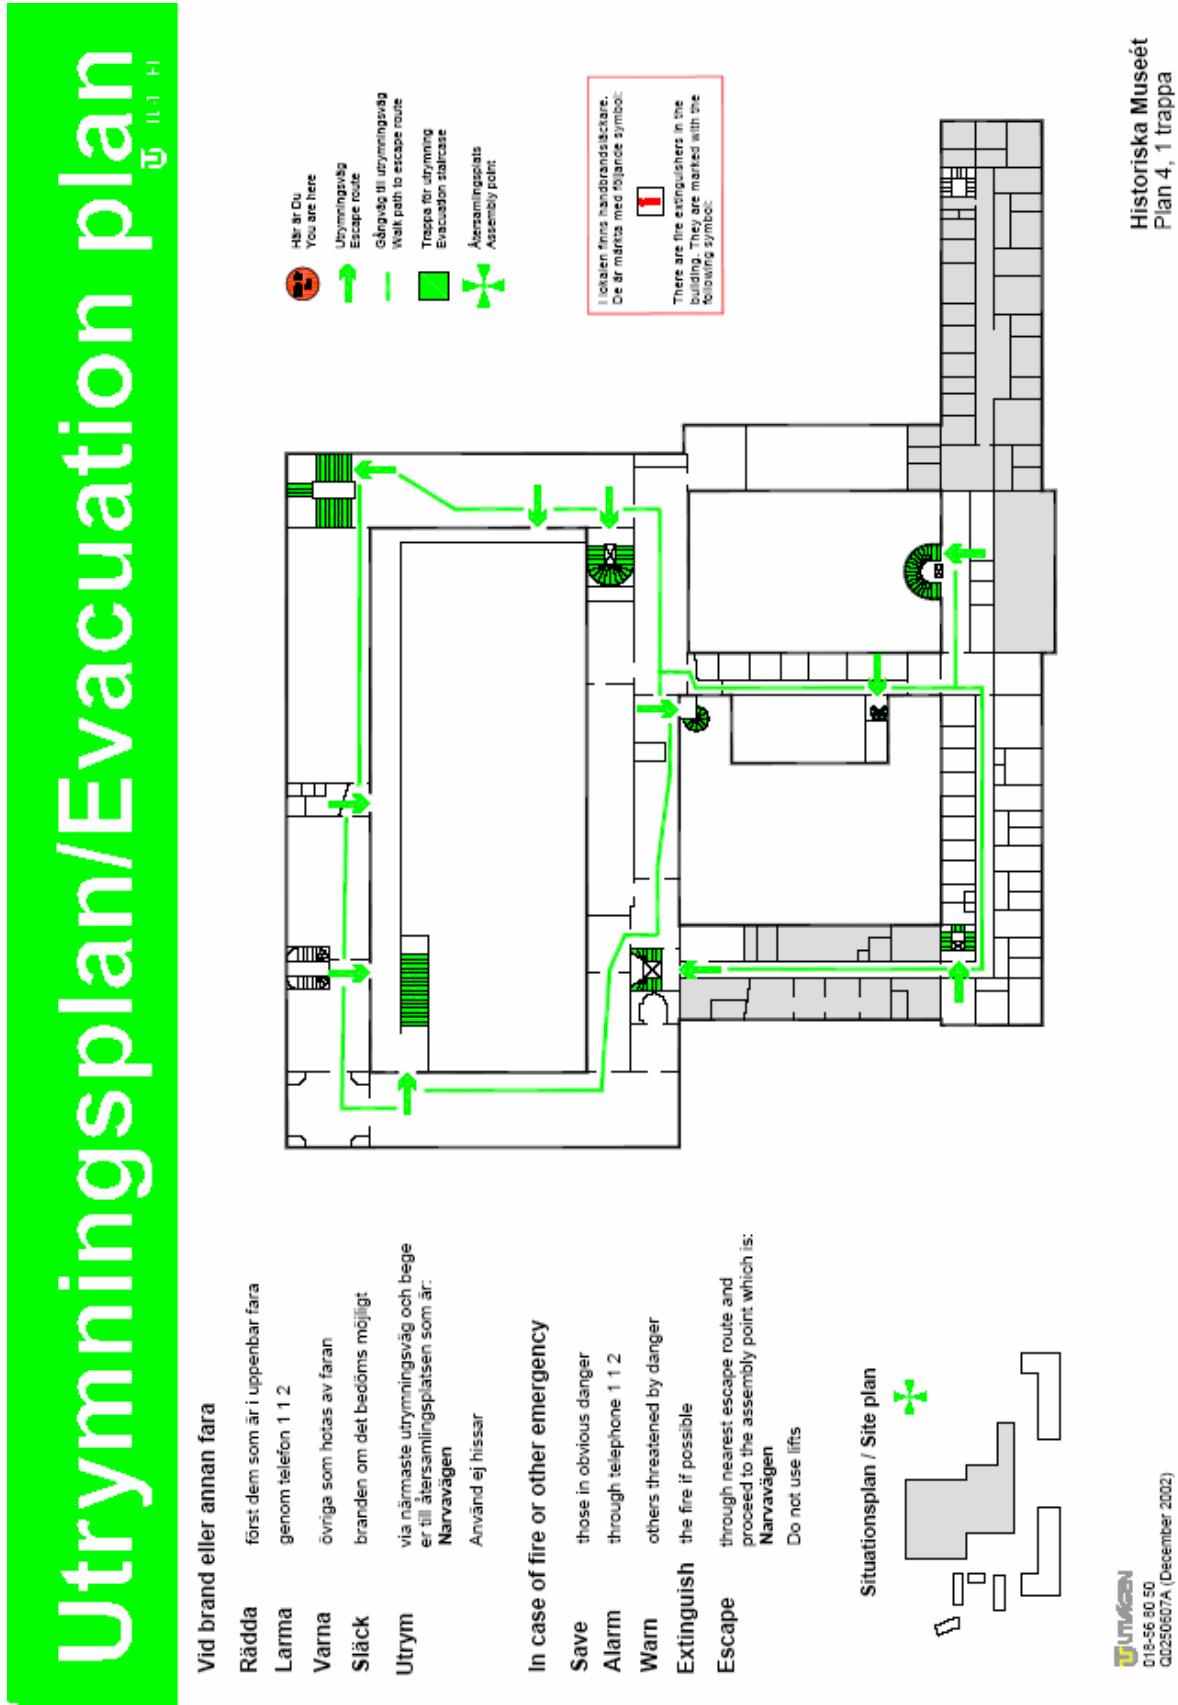 Utrymningsplan/Evacuation plan
Vid brand eller annan fara
Rädda först dem som är i uppenbar fara
Larma genom telefon 1 1 2
Varna övriga som hotas av faran
Släck branden om det bedöms möjligt
Utrym via närmaste utrymningsväg och bege
er till återsamlingsplatsen som är:
Narvavägen
Använd ej hissar
In case of fire or other emergency
Save those in obvious danger
Alarm through telephone 1 1 2
Warn others threatened by danger
Extinguish the fire if possible
Escape through nearest escape route and
proceed to the assembly point which is:
Narvavägen
Do not use lifts
Situationsplan / Site plan
Här är Du
You are here
Utrymningsväg
Escape route
Gångväg till utrymningsväg
Walk path to escape route
Trappa för utrymning
Evacuation staircase
Återsamlingsplats
Assembly point
I lokalen finns handbrandsläckare.
De är märkta med följande symbol:
There are fire extinguishers in the
building. They are marked with the
following symbol:
UTVÄGEN
018-56 80 50
Q0250607A (December 2002)
Historiska Museét
Plan 4, 1 trappa